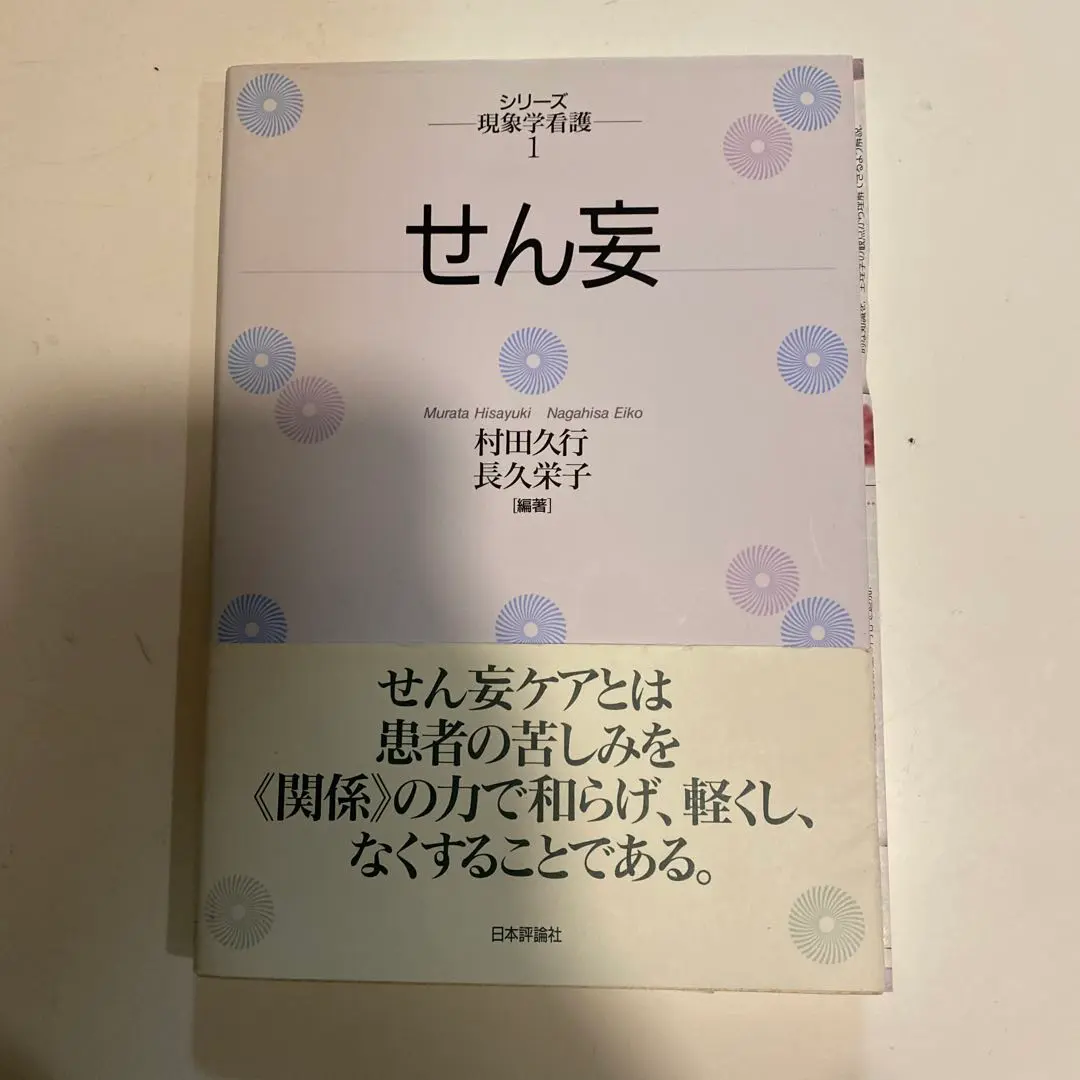 シリーズ
現象学看護
1
せん妄
Murata Hisayuki Nagahisa Eiko
村田久行
長久栄子
[編著]
せん妄ケアとは
患者の苦しみを
《関係》の力で和らげ、軽くし、
なくすることである。
日本評論社